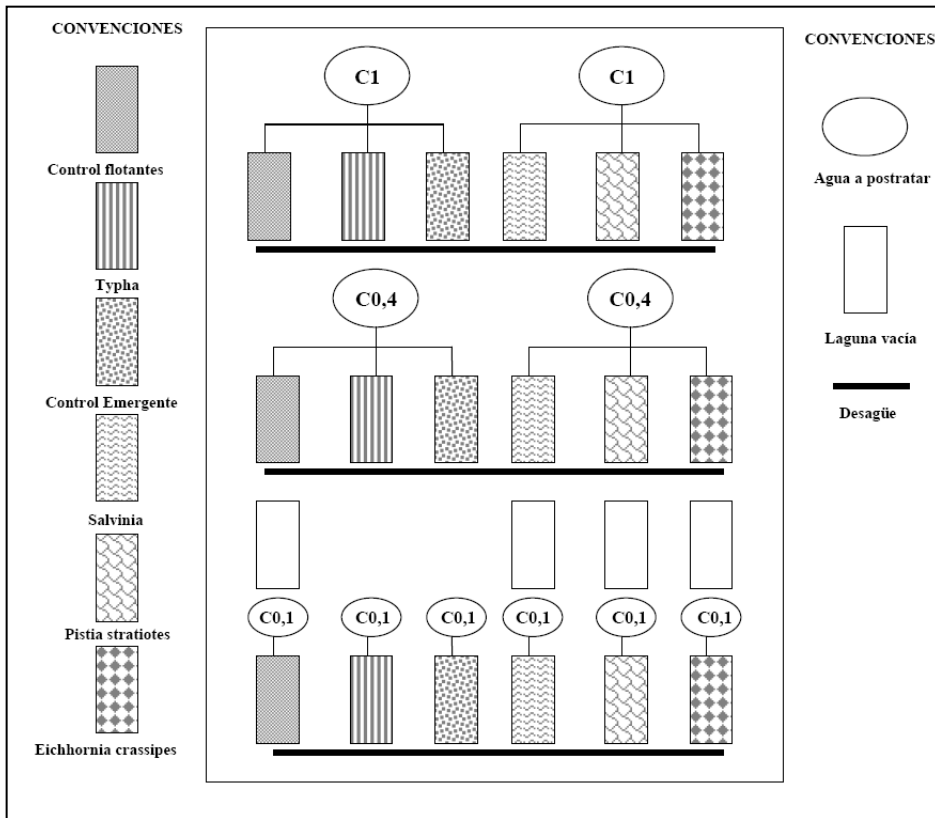 CONVENCIONES
Control flotantes
Typha
Control Emergente
Salvinia
Pistia stratiotes
Eichhornia crassipes
C1
C1
C0,4
C0,4
C0,1
C0,1
C0,1
C0,1
C0,1
C0,1
CONVENCIONES
Agua a postratar
Laguna vacía
Desagüe